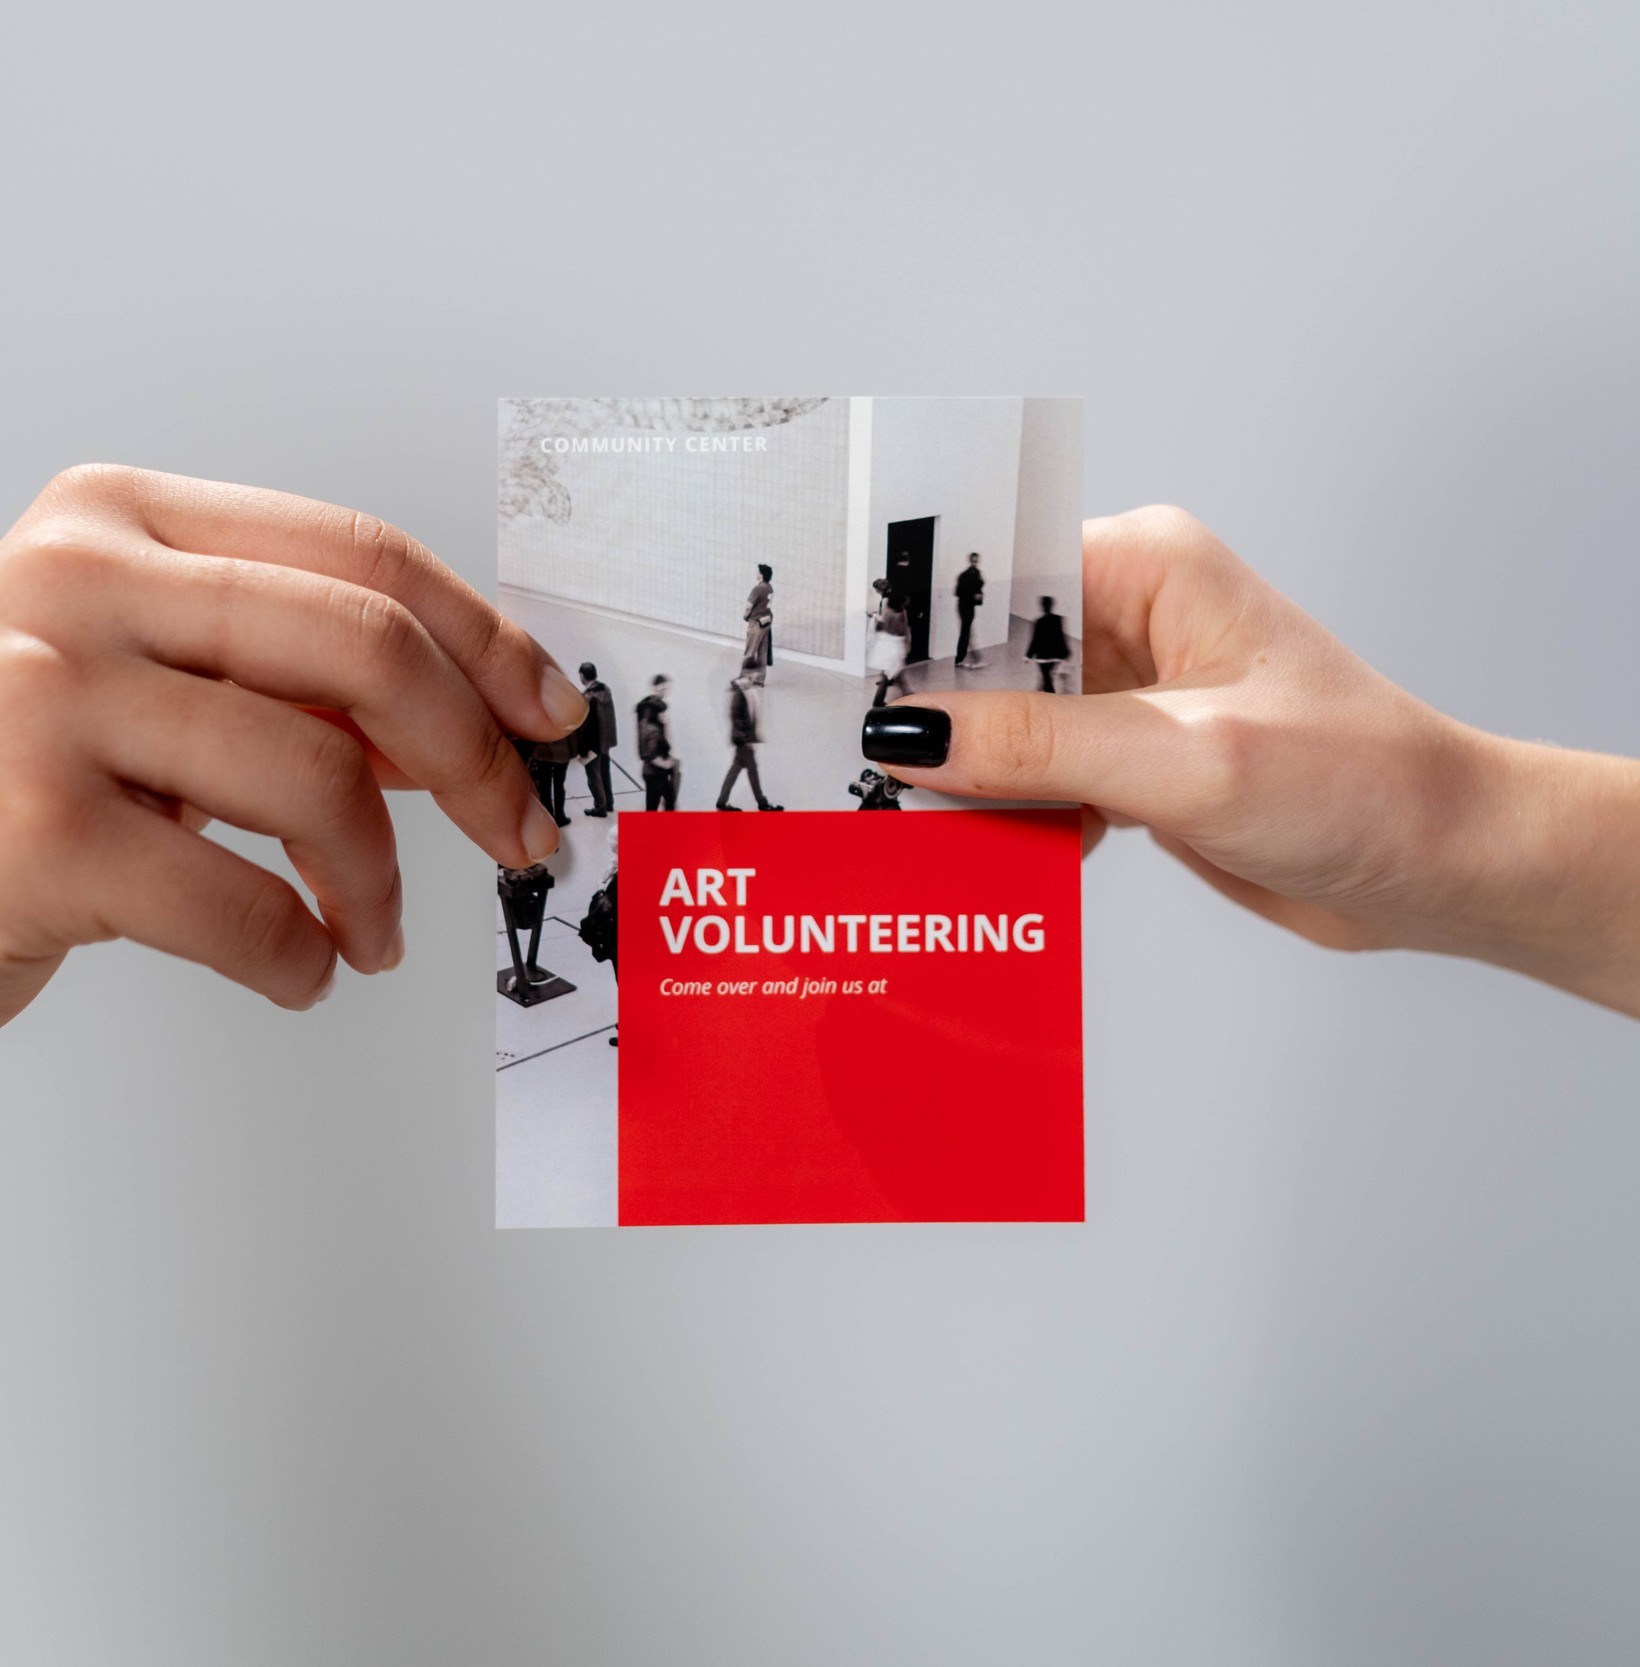 COMMUNITY CENTER
ART
VOLUNTEERING
Come over and join us at